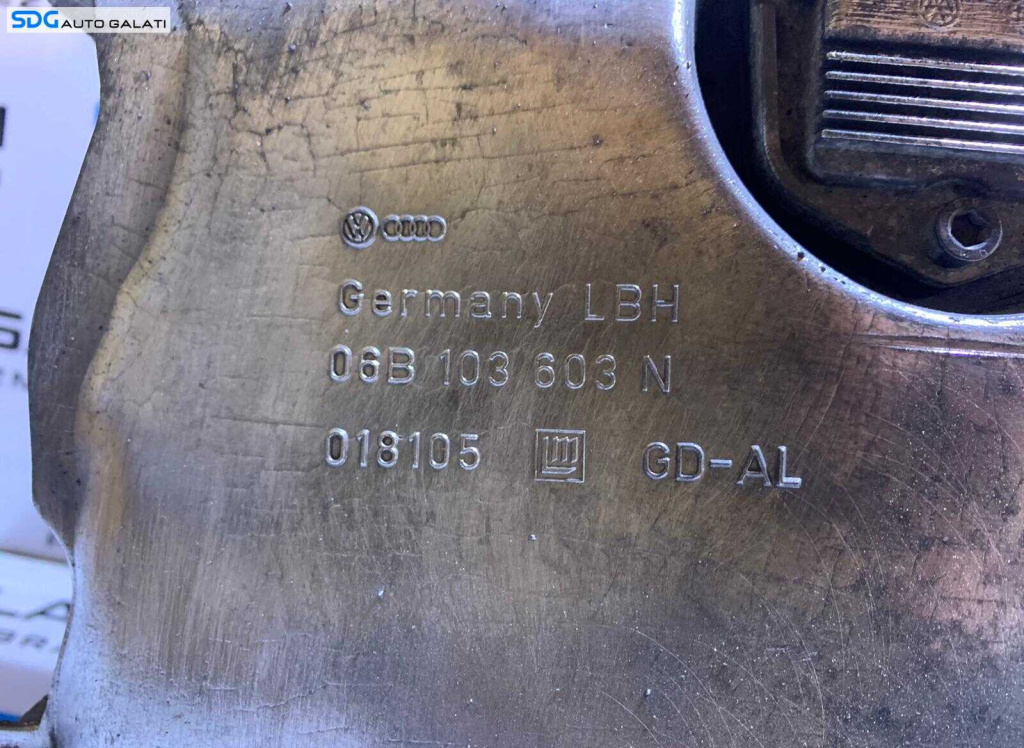 SDG AUTO GALATI
Germany LBH
06B 103 603 N
018105 GD-AL